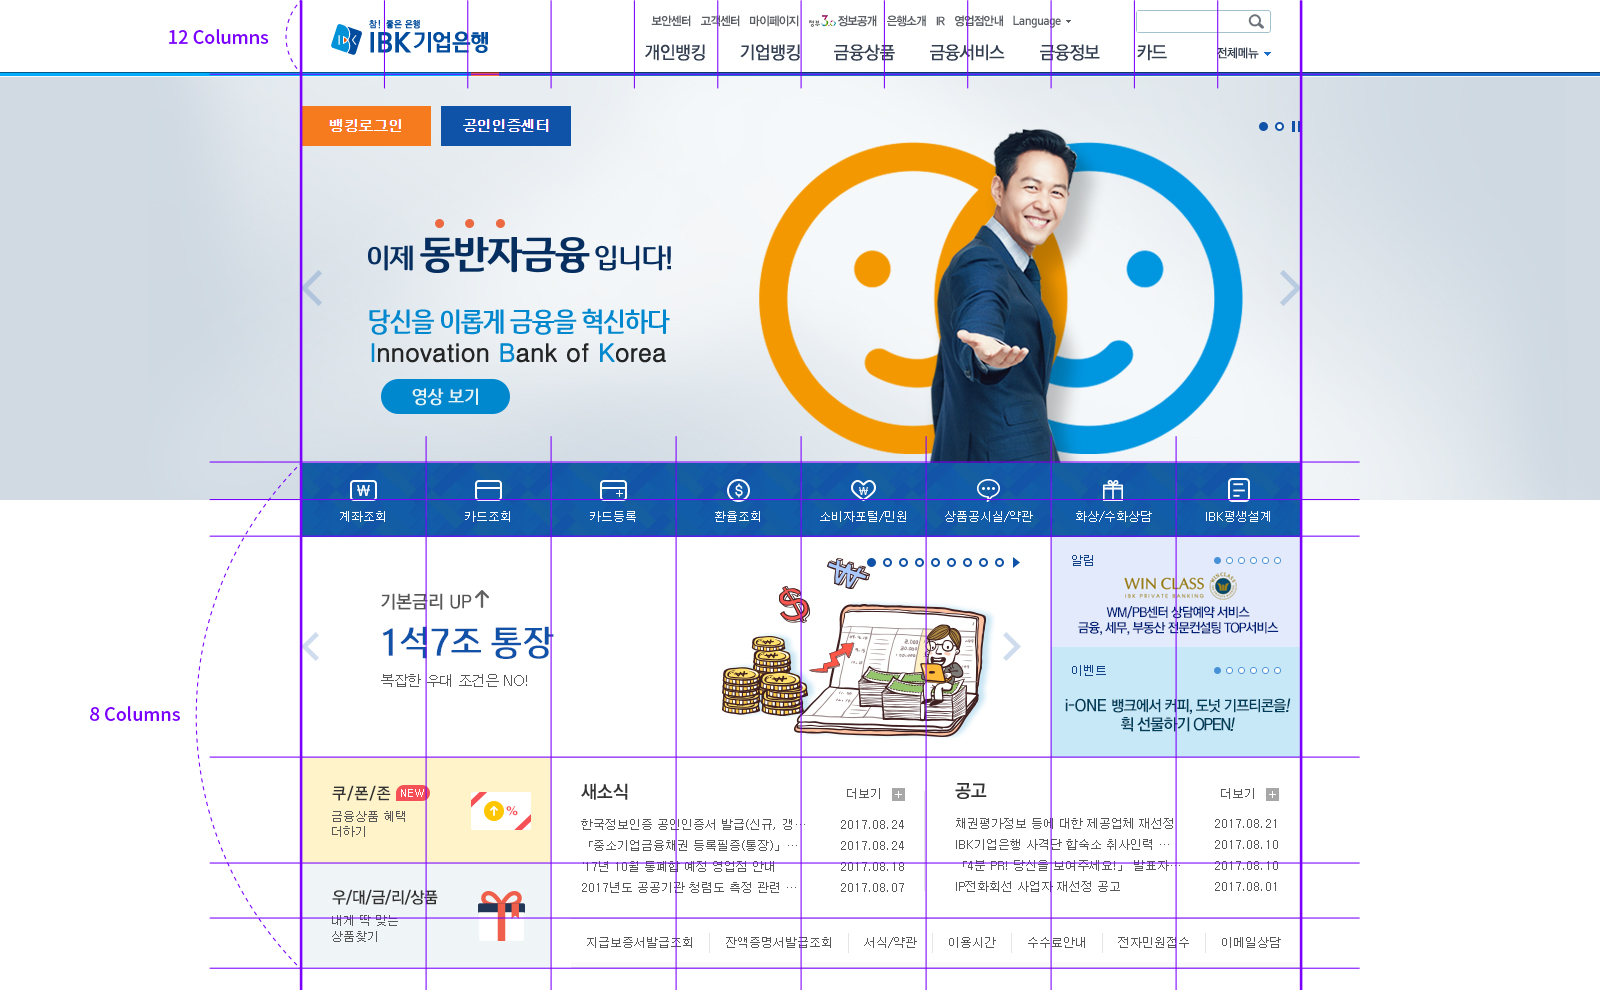 12 Columns
참! 좋은 은행
IBK기업은행
보안센터 고객센터 마이페이지 정부3.0 정보공개 은행소개 IR 영업점안내 Language
개인뱅킹 기업뱅킹 금융상품 금융서비스 금융정보 카드 전체메뉴
뱅킹로그인 공인인증센터
이제 동반자금융 입니다!
당신을 이롭게 금융을 혁신하다
Innovation Bank of Korea
영상 보기
계좌조회 카드조회 카드등록 환율조회 소비자포털/민원 상품공시실/약관 화상/수화상담 IBK평생설계
8 Columns
기본금리 UP↑
1석7조 통장
복잡한 우대 조건은 NO!
알림
WIN CLASS
IBK PRIVATE BANKING
WM/PB센터 상담예약 서비스
금융, 세무, 부동산 전문컨설팅 TOP서비스
이벤트
i-ONE 뱅크에서 커피, 도넛 기프티콘을!
휙 선물하기 OPEN!
쿠/폰/존 NEW
금융상품 혜택
더하기
%
우/대/금/리/상품
내게 딱 맞는
상품찾기
새소식 더보기
한국정보인증 공인인증서 발급(신규, 갱… 2017.08.24
「중소기업금융채권 등록필증(통장)」… 2017.08.24
'17년 10월 통폐합 예정 영업점 안내 2017.08.18
2017년도 공공기관 청렴도 측정 관련 … 2017.08.07
공고 더보기
채권평가정보 등에 대한 제공업체 재선정 2017.08.21
IBK기업은행 사격단 합숙소 취사인력 … 2017.08.10
「4분 PR! 당신을 보여주세요!」 발표자… 2017.08.10
IP전화회선 사업자 재선정 공고 2017.08.01
지급보증서발급조회 잔액증명서발급조회 서식/약관 이용시간 수수료안내 전자민원접수 이메일상담